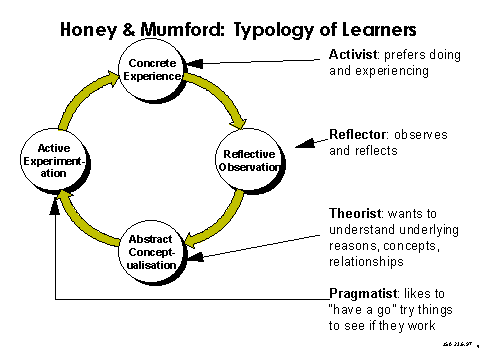 Honey & Mumford: Typology of Learners
Concrete
Experience
Activist: prefers doing
and experiencing
Active
Experiment-
ation
Reflective
Observation
Reflector: observes
and reflects
Abstract
Concept-
ualisation
Theorist: wants to
understand underlying
reasons, concepts,
relationships
Pragmatist: likes to
"have a go" try things
to see if they work